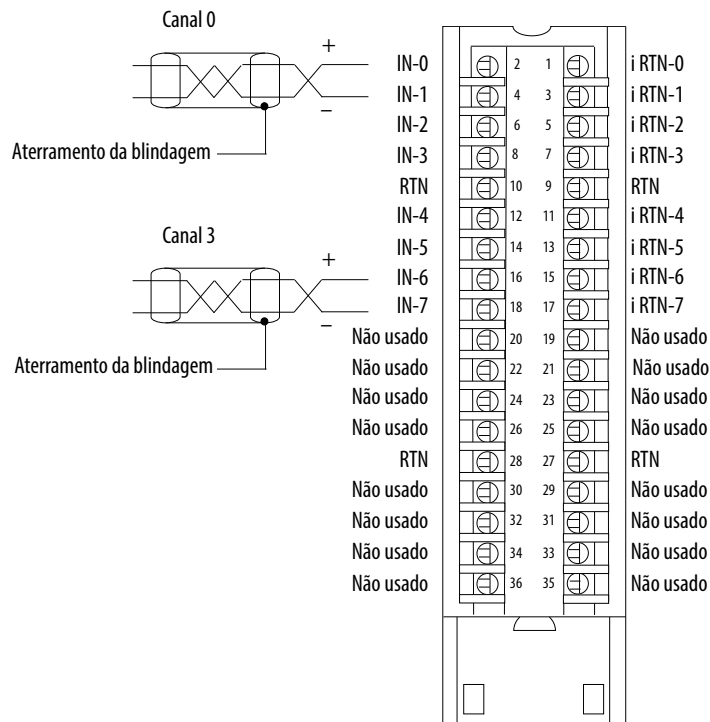 Canal 0
+
–
Aterramento da blindagem
Canal 3
+
–
Aterramento da blindagem
IN-0 2 1 i RTN-0
IN-1 4 3 i RTN-1
IN-2 6 5 i RTN-2
IN-3 8 7 i RTN-3
RTN 10 9 RTN
IN-4 12 11 i RTN-4
IN-5 14 13 i RTN-5
IN-6 16 15 i RTN-6
IN-7 18 17 i RTN-7
Não usado 20 19 Não usado
Não usado 22 21 Não usado
Não usado 24 23 Não usado
Não usado 26 25 Não usado
RTN 28 27 RTN
Não usado 30 29 Não usado
Não usado 32 31 Não usado
Não usado 34 33 Não usado
Não usado 36 35 Não usado